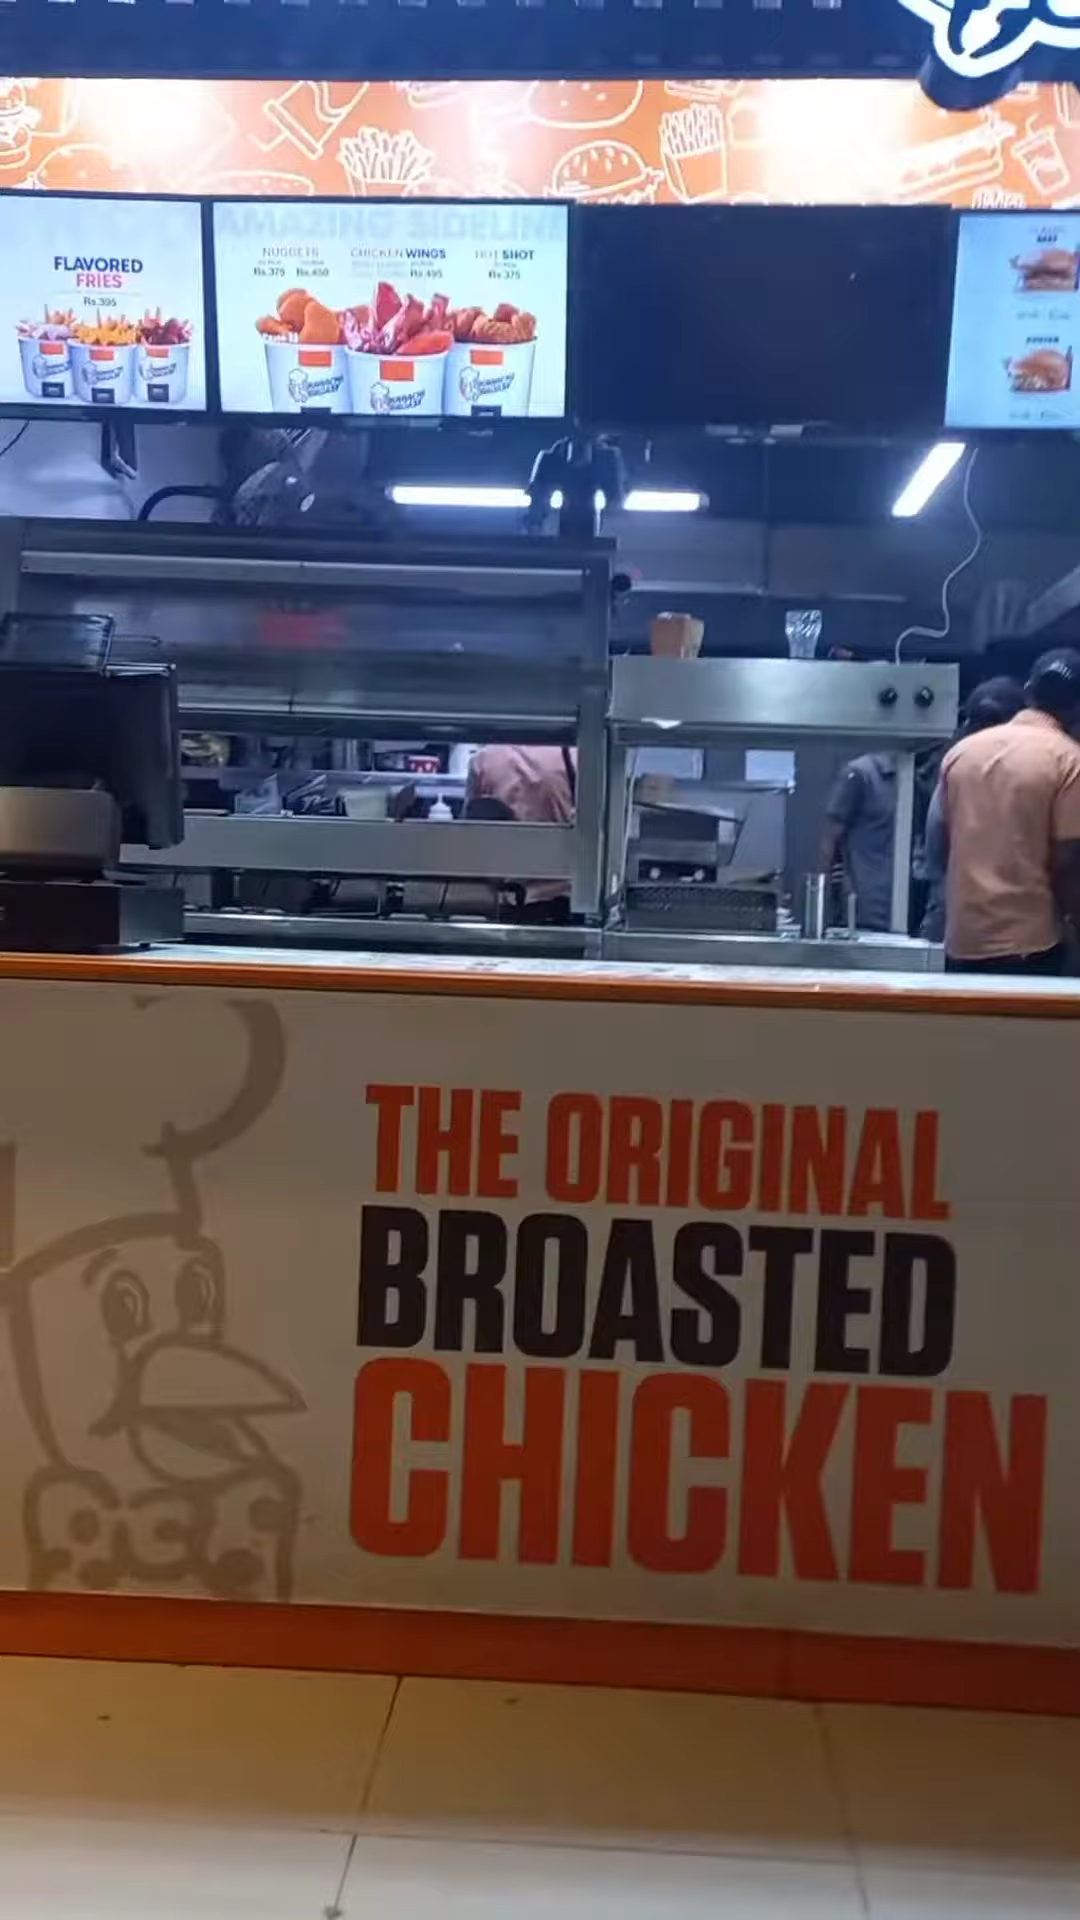 FLAVORED
FRIES
Rs.395
AMAZING SIDELINE
NUGGETS
Rs.375 Rs.450
CHICKEN WINGS
Rs.495
HOT SHOT
Rs.375
THE ORIGINAL
BROASTED
CHICKEN